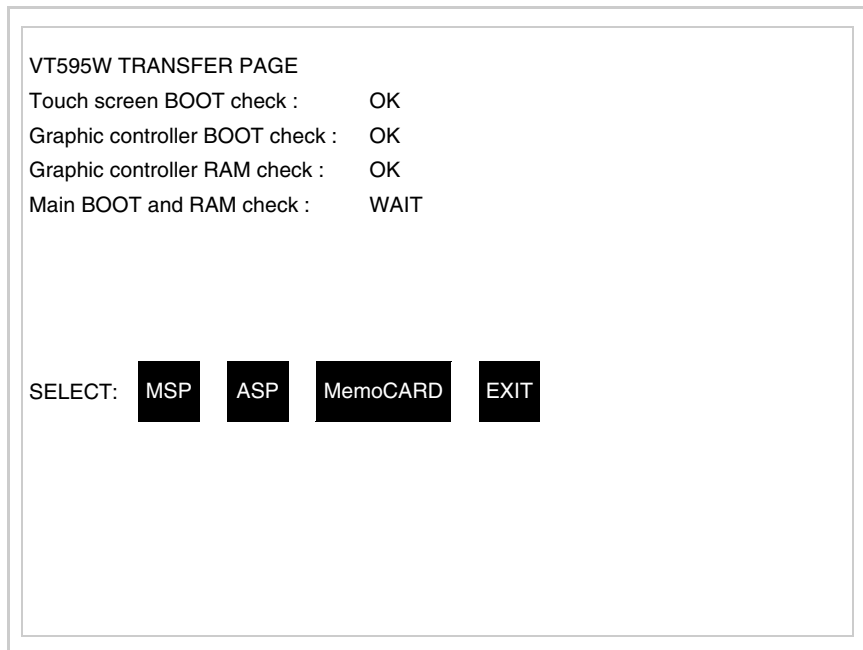 VT595W TRANSFER PAGE
Touch screen BOOT check : OK
Graphic controller BOOT check : OK
Graphic controller RAM check : OK
Main BOOT and RAM check : WAIT
SELECT: MSP ASP MemoCARD EXIT